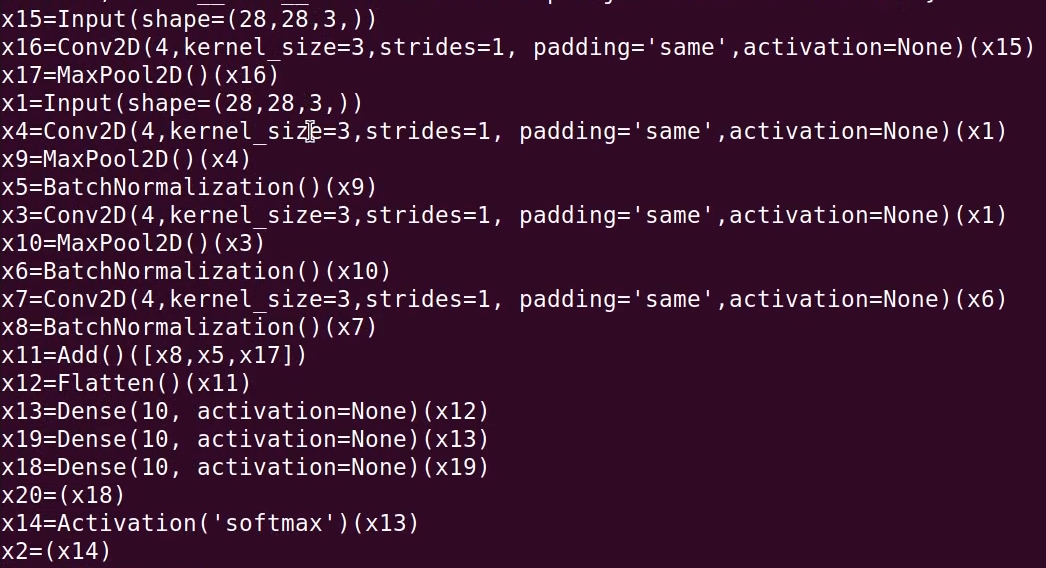 x15=Input(shape=(28,28,3,))
x16=Conv2D(4,kernel_size=3,strides=1, padding='same',activation=None)(x15)
x17=MaxPool2D()(x16)
x1=Input(shape=(28,28,3,))
x4=Conv2D(4,kernel_size=3,strides=1, padding='same',activation=None)(x1)
x9=MaxPool2D()(x4)
x5=BatchNormalization()(x9)
x3=Conv2D(4,kernel_size=3,strides=1, padding='same',activation=None)(x1)
x10=MaxPool2D()(x3)
x6=BatchNormalization()(x10)
x7=Conv2D(4,kernel_size=3,strides=1, padding='same',activation=None)(x6)
x8=BatchNormalization()(x7)
x11=Add()([x8,x5,x17])
x12=Flatten()(x11)
x13=Dense(10, activation=None)(x12)
x19=Dense(10, activation=None)(x13)
x18=Dense(10, activation=None)(x19)
x20=(x18)
x14=Activation('softmax')(x13)
x2=(x14)